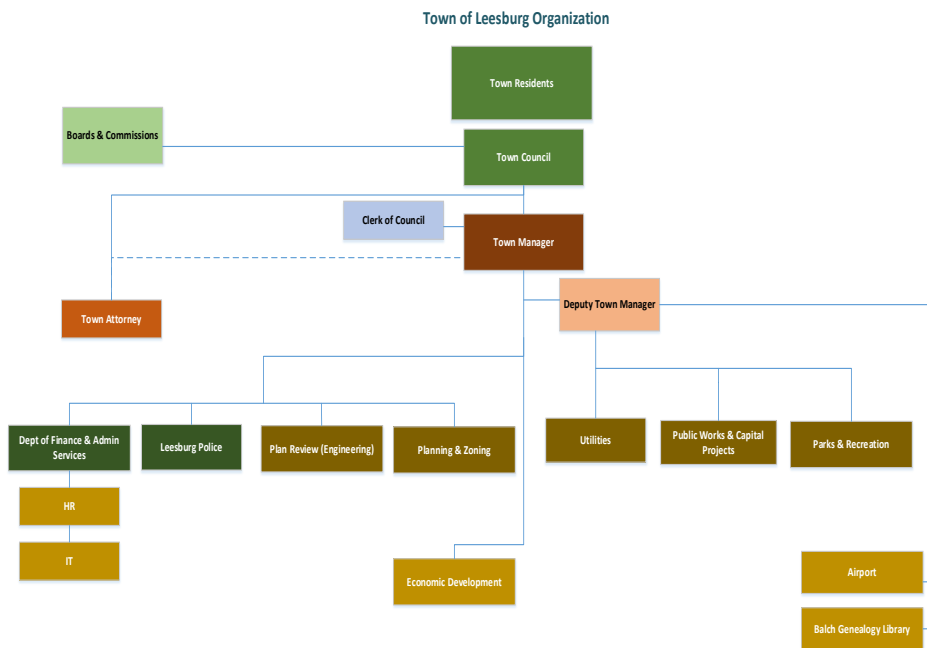 Town of Leesburg Organization
Town Residents
Boards & Commissions
Town Council
Clerk of Council
Town Manager
Deputy Town Manager
Town Attorney
Dept of Finance & Admin
Services
Leesburg Police
Plan Review (Engineering)
Planning & Zoning
Utilities
Public Works & Capital
Projects
Parks & Recreation
HR
IT
Economic Development
Airport
Balch Genealogy Library